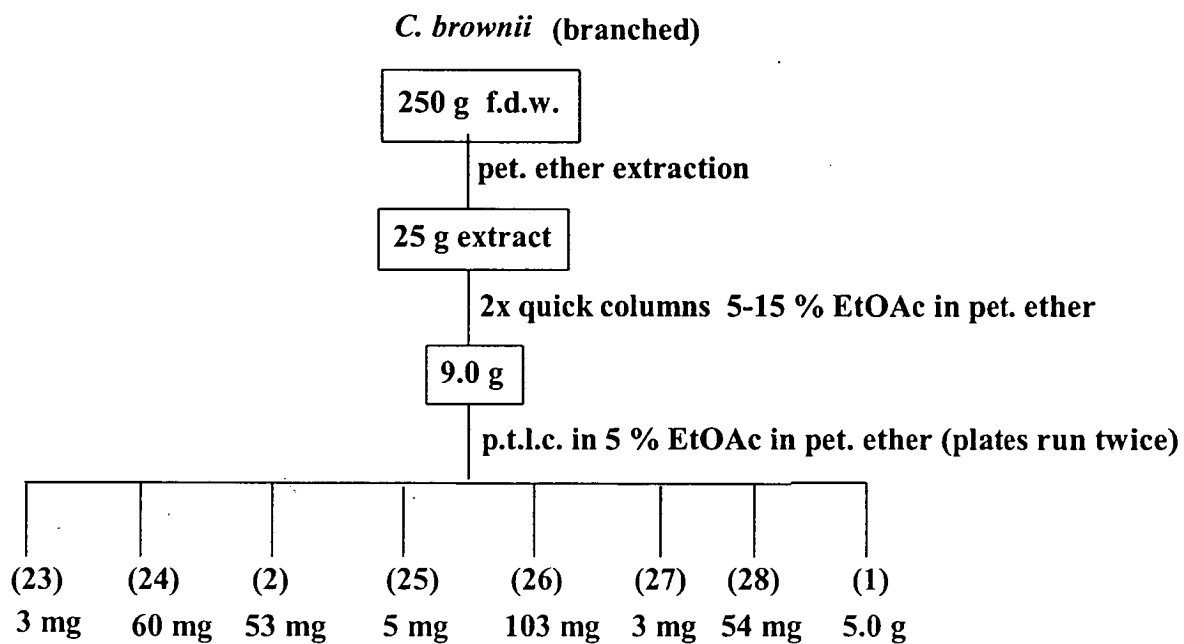 C. brownii (branched)
250 g f.d.w.
pet. ether extraction
25 g extract
2x quick columns 5-15 % EtOAc in pet. ether
9.0 g
p.t.l.c. in 5 % EtOAc in pet. ether (plates run twice)
(23) (24) (2) (25) (26) (27) (28) (1)
3 mg 60 mg 53 mg 5 mg 103 mg 3 mg 54 mg 5.0 g